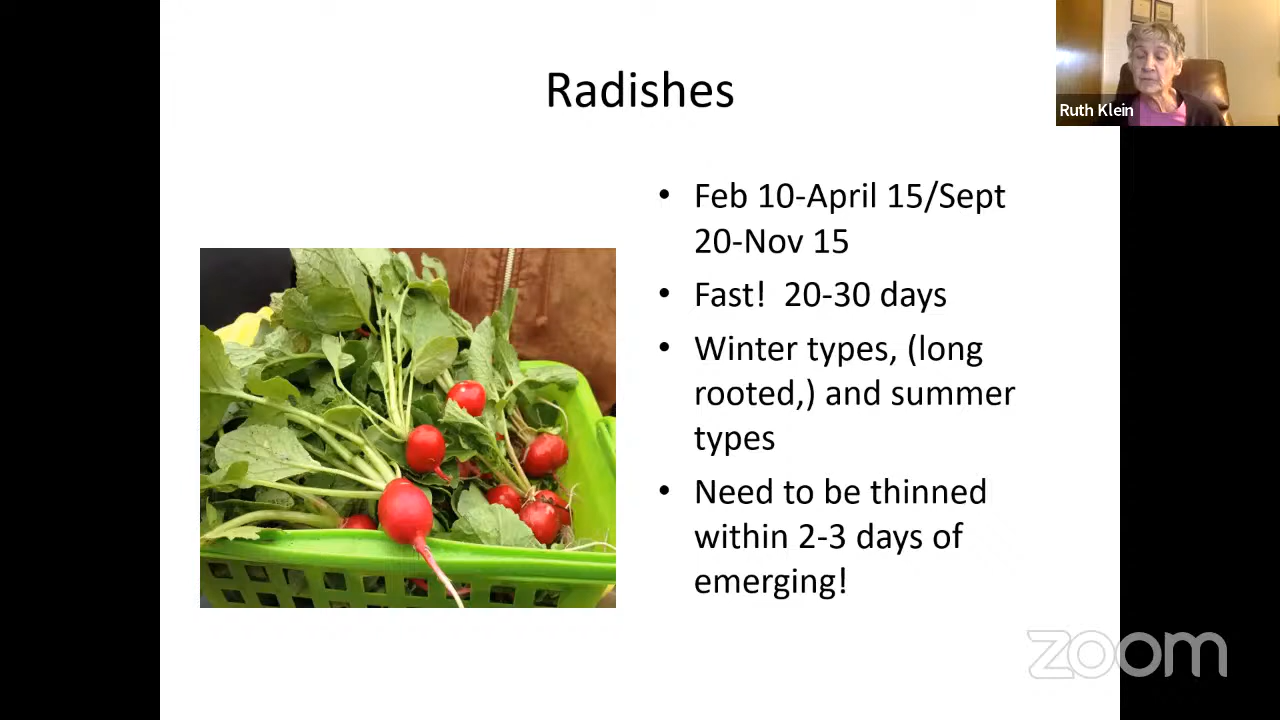 Radishes
Ruth Klein
• Feb 10-April 15/Sept
20-Nov 15
• Fast!  20-30 days
• Winter types, (long
rooted,) and summer
types
• Need to be thinned
within 2-3 days of
emerging!
zoom